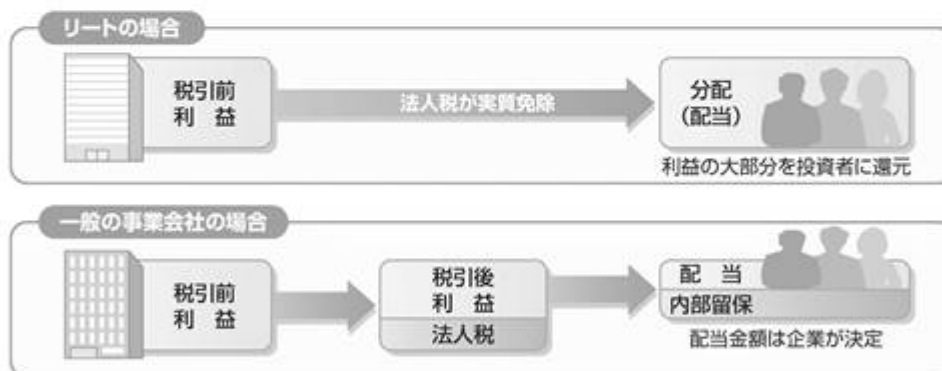 リートの場合
税引前
利　益
法人税が実質免除
分配
（配当）
利益の大部分を投資者に還元
一般の事業会社の場合
税引前
利　益
税引後
利　益
法人税
配　当
内部留保
配当金額は企業が決定